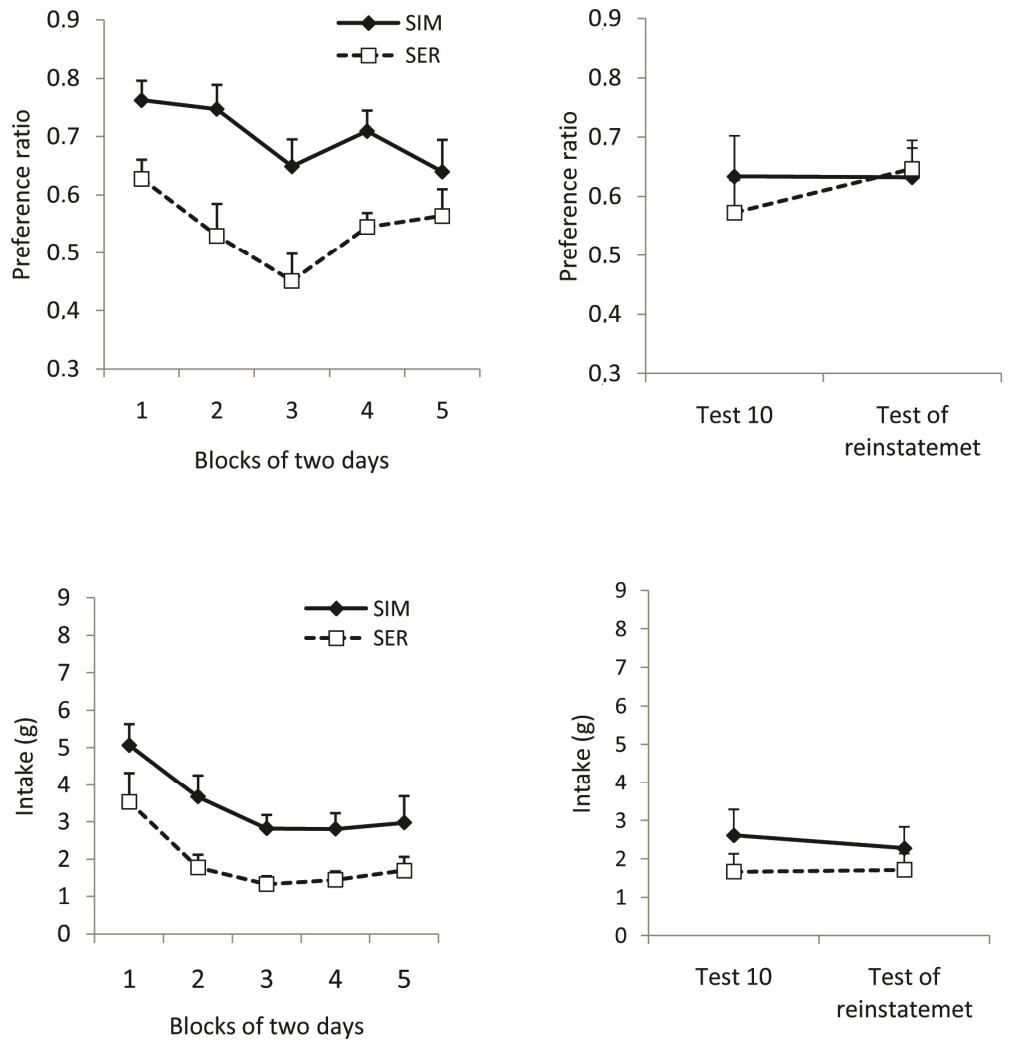 0.9
0.8
0.7
0.6
0.5
0.4
0.3
Preference ratio
SIM
SER
1 2 3 4 5
Blocks of two days
0.9
0.8
0.7
0.6
0.5
0.4
0.3
Preference ratio
Test 10
Test of
reinstatemet
9
8
7
6
5
4
3
2
1
0
Intake (g)
SIM
SER
1 2 3 4 5
Blocks of two days
9
8
7
6
5
4
3
2
1
0
Intake (g)
Test 10
Test of
reinstatemet